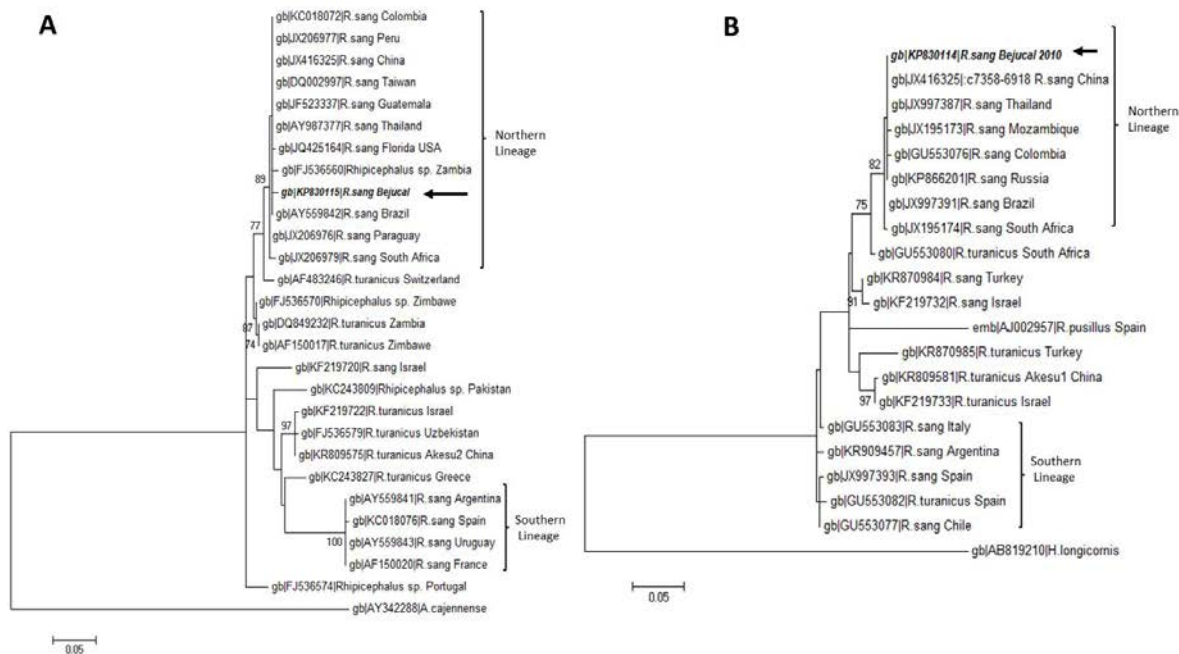 A
gb|KC018072|R.sang Colombia
gb|JX206977|R.sang Peru
gb|JX416325|R.sang China
gb|DQ002997|R.sang Taiwan
gb|JF523337|R.sang Guatemala
gb|AY987377|R.sang Thailand
gb|JQ425164|R.sang Florida USA
gb|FJ536560|Rhipicephalus sp. Zambia
gb|KP830115|R.sang Bejucal
gb|AY559842|R.sang Brazil
gb|JX206976|R.sang Paraguay
gb|JX206979|R.sang South Africa
gb|AF483246|R.turanicus Switzerland
gb|FJ536570|Rhipicephalus sp. Zimbawe
gb|DQ849232|R.turanicus Zambia
gb|AF150017|R.turanicus Zimbawe
gb|KF219720|R.sang Israel
gb|KC243809|Rhipicephalus sp. Pakistan
gb|KF219722|R.turanicus Israel
gb|FJ536579|R.turanicus Uzbekistan
gb|KR809575|R.turanicus Akesu2 China
gb|KC243827|R.turanicus Greece
gb|AY559841|R.sang Argentina
gb|KC018076|R.sang Spain
gb|AY559843|R.sang Uruguay
gb|AF150020|R.sang France
gb|FJ536574|Rhipicephalus sp. Portugal
gb|AY342288|A.cajennense
89
77
87
74
97
100
Northern
Lineage
Southern
Lineage
0.05
B
gb|KP830114|R.sang Bejucal 2010
gb|JX416325|:c7358-6918 R.sang China
gb|JX997387|R.sang Thailand
gb|JX195173|R.sang Mozambique
gb|GU553076|R.sang Colombia
gb|KP866201|R.sang Russia
gb|JX997391|R.sang Brazil
gb|JX195174|R.sang South Africa
gb|GU553080|R.turanicus South Africa
gb|KR870984|R.sang Turkey
gb|KF219732|R.sang Israel
emb|AJ002957|R.pusillus Spain
gb|KR870985|R.turanicus Turkey
gb|KR809581|R.turanicus Akesu1 China
gb|KF219733|R.turanicus Israel
gb|GU553083|R.sang Italy
gb|KR909457|R.sang Argentina
gb|JX997393|R.sang Spain
gb|GU553082|R.turanicus Spain
gb|GU553077|R.sang Chile
gb|AB819210|H.longicornis
82
75
91
97
Northern
Lineage
Southern
Lineage
0.05